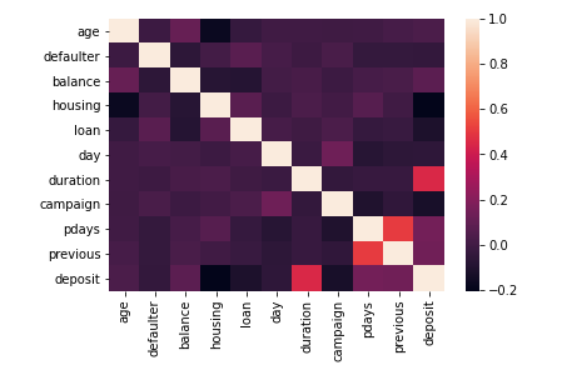 age
defaulter
balance
housing
loan
day
duration
campaign
pdays
previous
deposit
age
defaulter
balance
housing
loan
day
duration
campaign
pdays
previous
deposit
1.0
0.8
0.6
0.4
0.2
0.0
−0.2